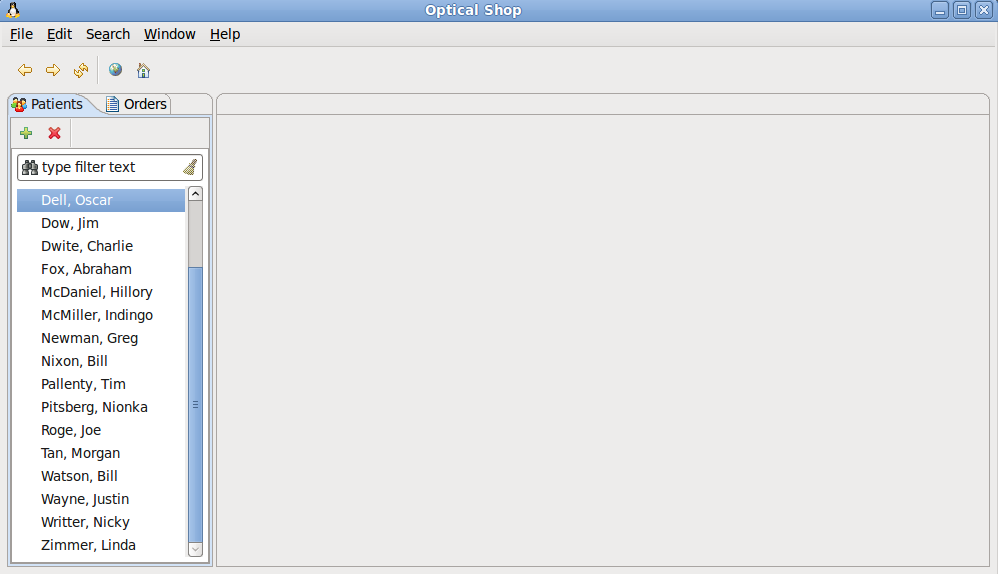 Optical Shop
File Edit Search Window Help
Patients Orders
type filter text
Dell, Oscar
Dow, Jim
Dwite, Charlie
Fox, Abraham
McDaniel, Hillory
McMiller, Indingo
Newman, Greg
Nixon, Bill
Pallenty, Tim
Pitsberg, Nionka
Roge, Joe
Tan, Morgan
Watson, Bill
Wayne, Justin
Writter, Nicky
Zimmer, Linda